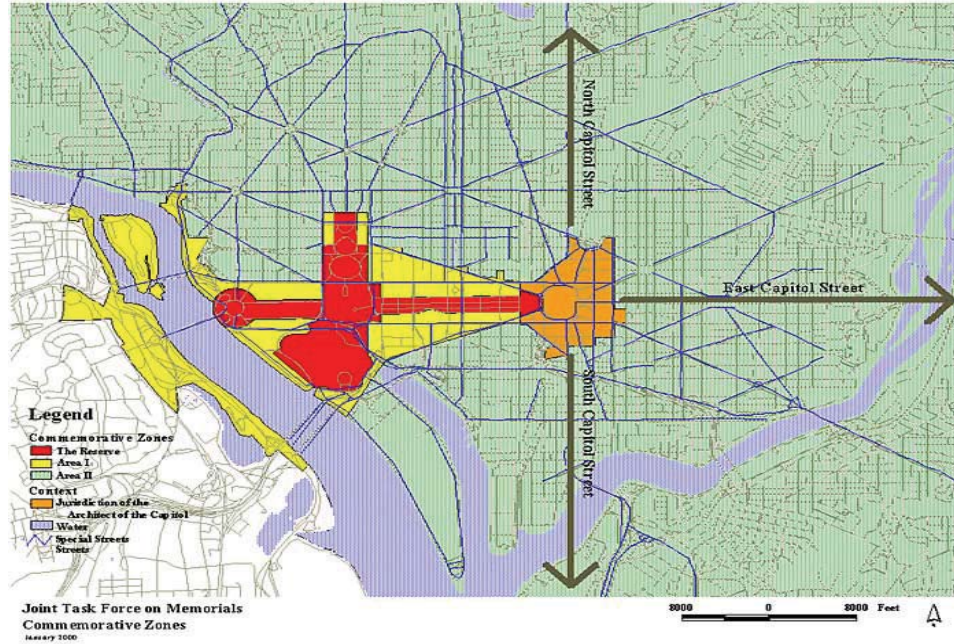 North Capitol Street
East Capitol Street
South Capitol Street
Legend
Commemorative Zones
The Reserve
Area I
Area II
Context
Jurisdiction of the
Architect of the Capitol
Water
Special Streets
Streets
Joint Task Force on Memorials
Commemorative Zones
January 2000
8000 0 8000 Feet